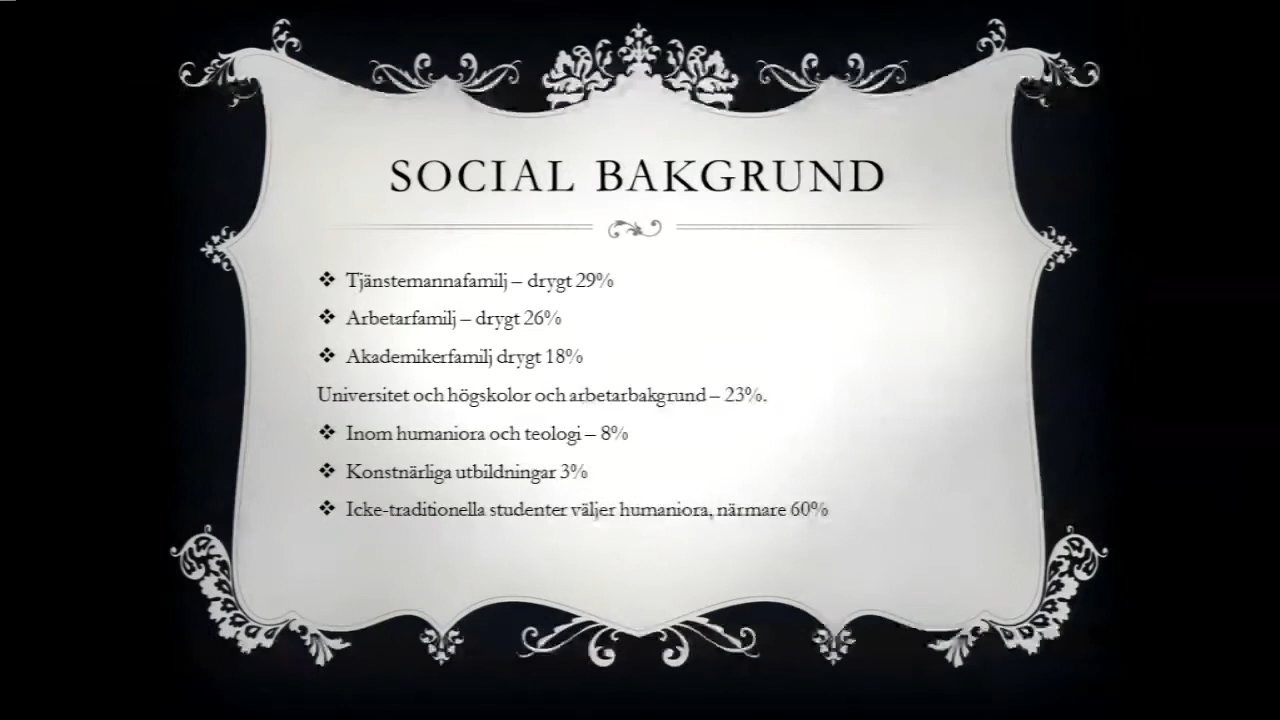 SOCIAL BAKGRUND
❖ Tjänstemannafamilj – drygt 29%
❖ Arbetarfamilj – drygt 26%
❖ Akademikerfamilj drygt 18%
Universitet och högskolor och arbetarbakgrund – 23%.
❖ Inom humaniora och teologi – 8%
❖ Konstnärliga utbildningar 3%
❖ Icke-traditionella studenter väljer humaniora, närmare 60%